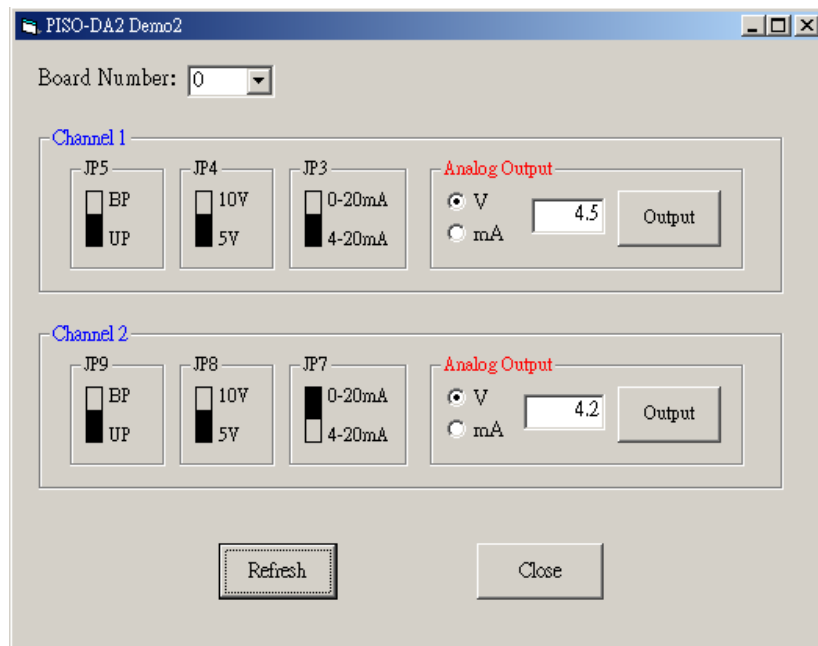 PISO-DA2 Demo2
Board Number: 0
Channel 1
JP5 JP4 JP3 Analog Output
BP 10V 0-20mA V
4.5 Output
UP 5V 4-20mA mA
Channel 2
JP9 JP8 JP7 Analog Output
BP 10V 0-20mA V
4.2 Output
UP 5V 4-20mA mA
Refresh Close